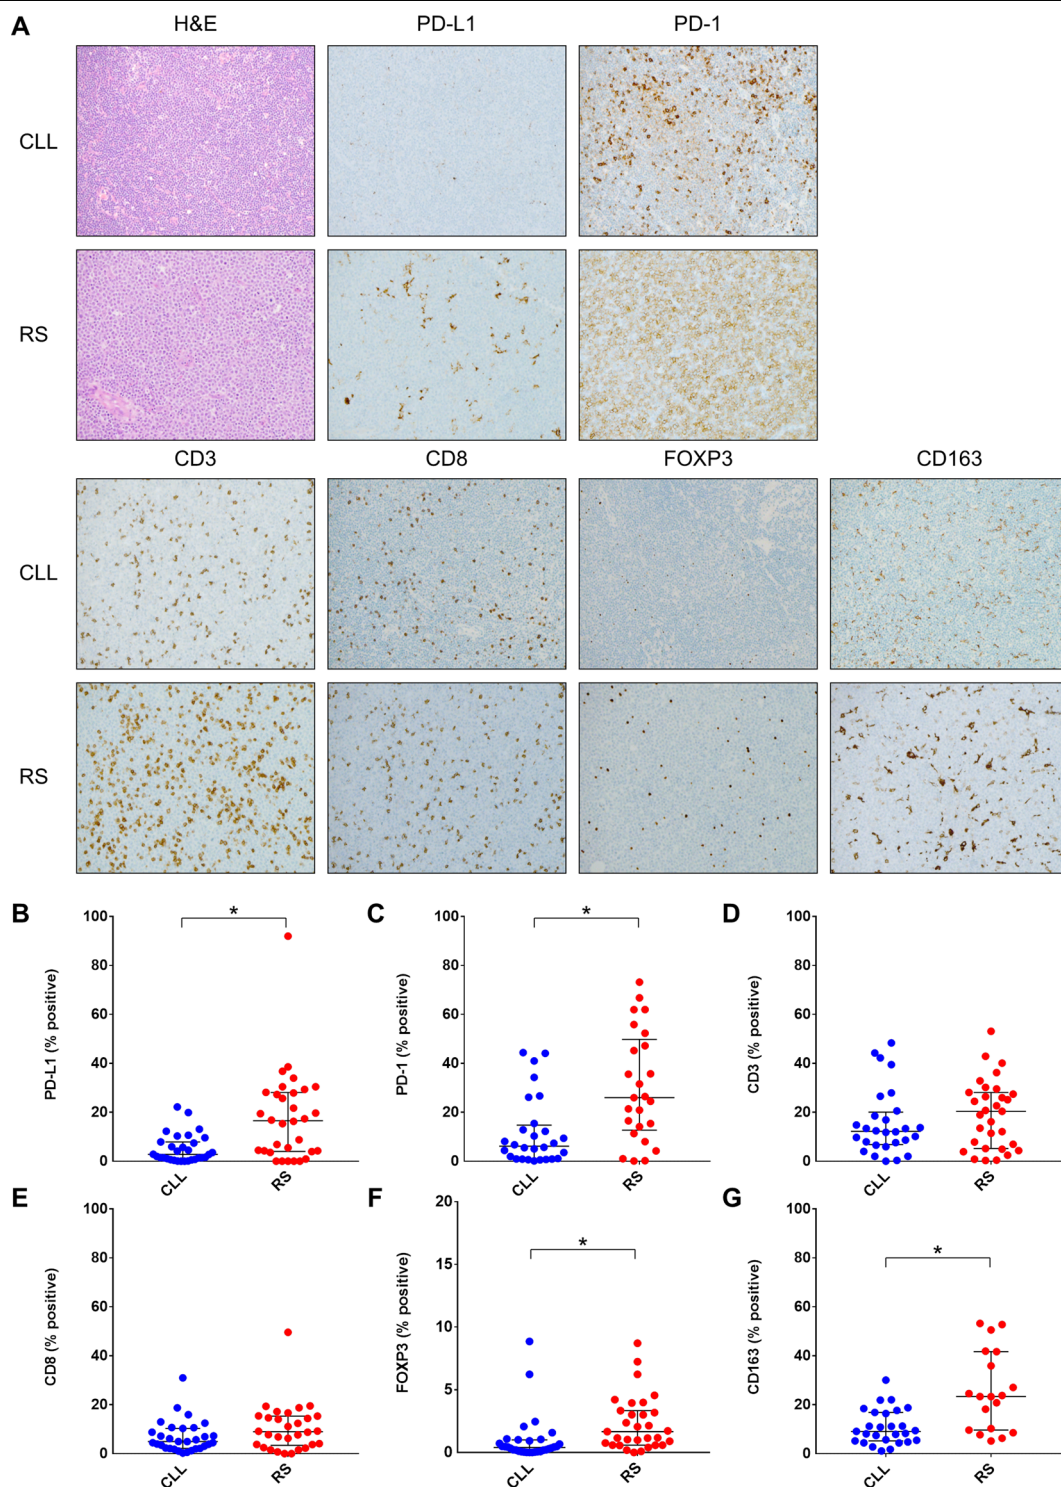 A
H&E PD-L1 PD-1
CLL
RS
CD3 CD8 FOXP3 CD163
CLL
RS
B
100
80
60
40
20
0
PD-L1 (% positive)
*
CLL RS
C
100
80
60
40
20
0
PD-1 (% positive)
*
CLL RS
D
100
80
60
40
20
0
CD3 (% positive)
CLL RS
E
100
80
60
40
20
0
CD8 (% positive)
CLL RS
F
20
15
10
5
0
FOXP3 (% positive)
*
CLL RS
G
100
80
60
40
20
0
CD163 (% positive)
*
CLL RS